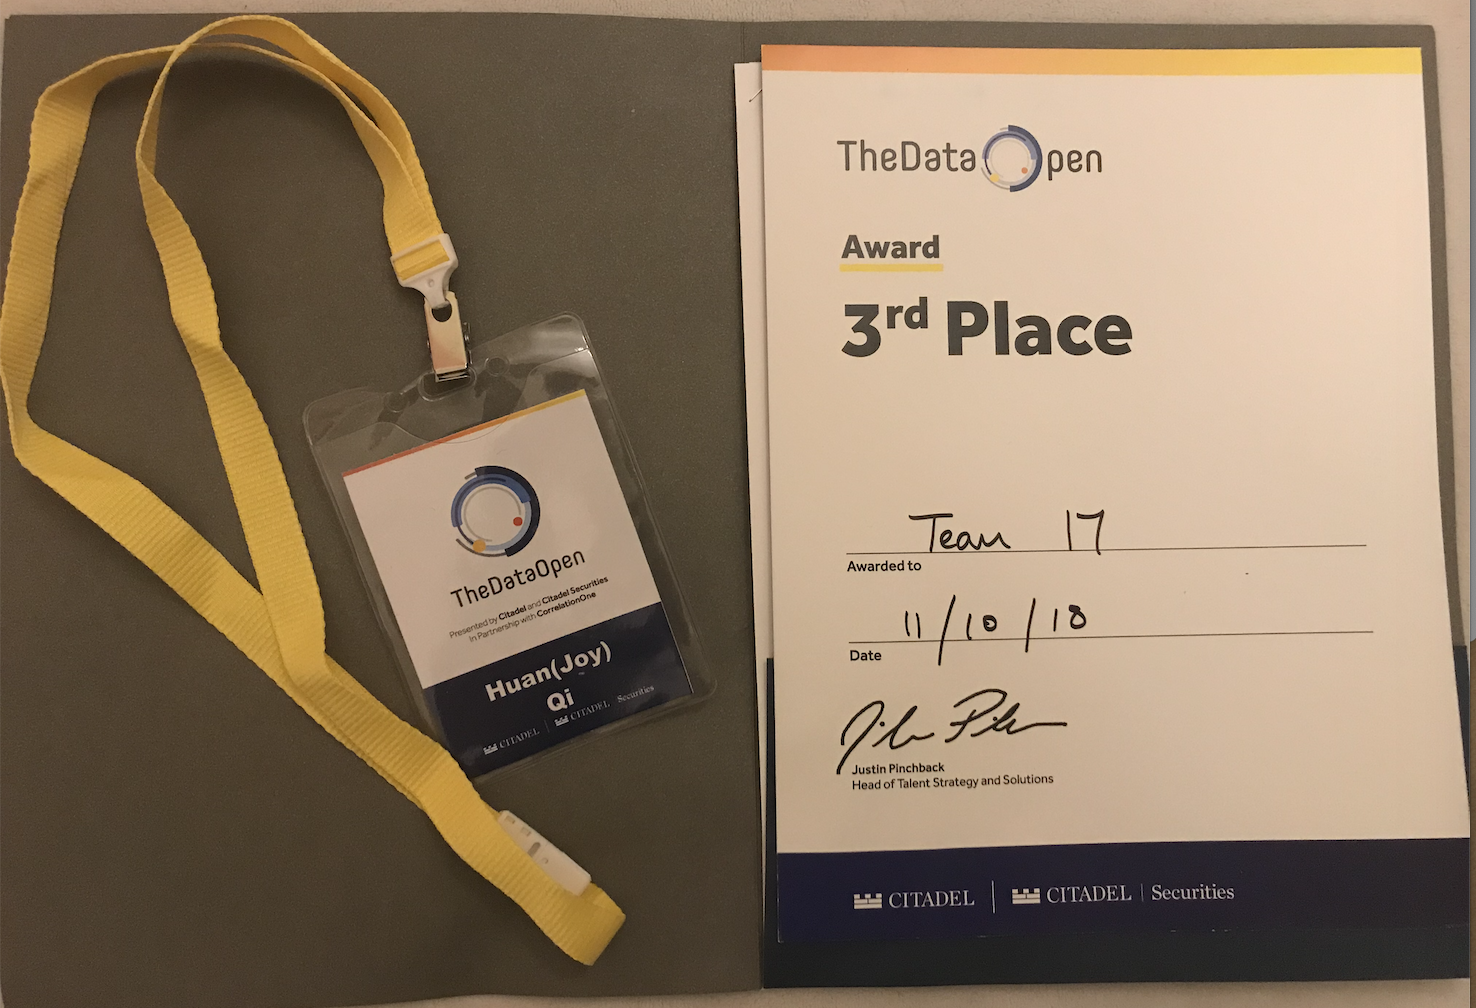 TheDataOpen
Presented by Citadel and Citadel Securities
In Partnership with CorrelationOne
Huan(Joy)
Qi
CITADEL | CITADEL Securities
TheDataOpen
Award
3rd Place
Team 17
Awarded to
11/10/18
Date
Justin Pinchback
Head of Talent Strategy and Solutions
CITADEL | CITADEL | Securities